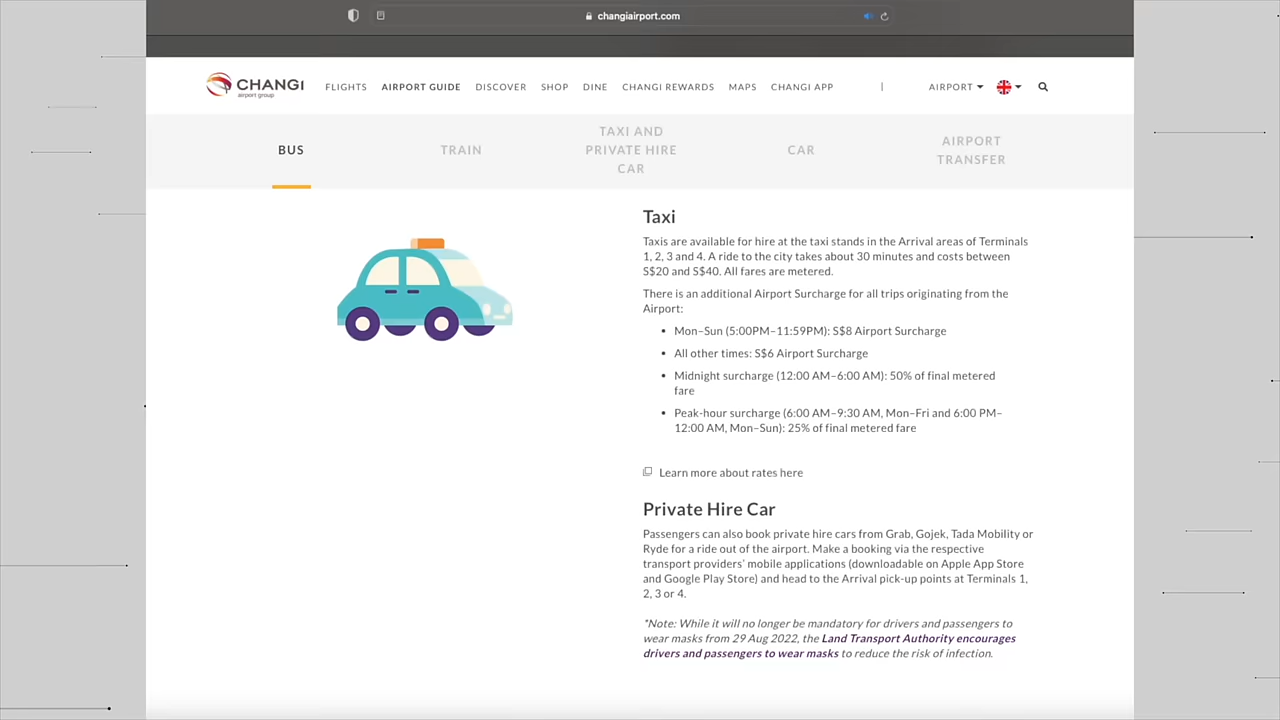 changiairport.com
CHANGI
airport group
FLIGHTS
AIRPORT GUIDE
DISCOVER
SHOP
DINE
CHANGI REWARDS
MAPS
CHANGI APP
AIRPORT
BUS
TRAIN
TAXI AND
PRIVATE HIRE
CAR
CAR
AIRPORT
TRANSFER
Taxi
Taxis are available for hire at the taxi stands in the Arrival areas of Terminals
1, 2, 3 and 4. A ride to the city takes about 30 minutes and costs between
S$20 and S$40. All fares are metered.
There is an additional Airport Surcharge for all trips originating from the
Airport:
• Mon–Sun (5:00PM–11:59PM): S$8 Airport Surcharge
• All other times: S$6 Airport Surcharge
• Midnight surcharge (12:00 AM–6:00 AM): 50% of final metered
fare
• Peak-hour surcharge (6:00 AM–9:30 AM, Mon–Fri and 6:00 PM–
12:00 AM, Mon–Sun): 25% of final metered fare
Learn more about rates here
Private Hire Car
Passengers can also book private hire cars from Grab, Gojek, Tada Mobility or
Ryde for a ride out of the airport. Make a booking via the respective
transport providers' mobile applications (downloadable on Apple App Store
and Google Play Store) and head to the Arrival pick-up points at Terminals 1,
2, 3 or 4.
*Note: While it will no longer be mandatory for drivers and passengers to
wear masks from 29 Aug 2022, the Land Transport Authority encourages
drivers and passengers to wear masks to reduce the risk of infection.